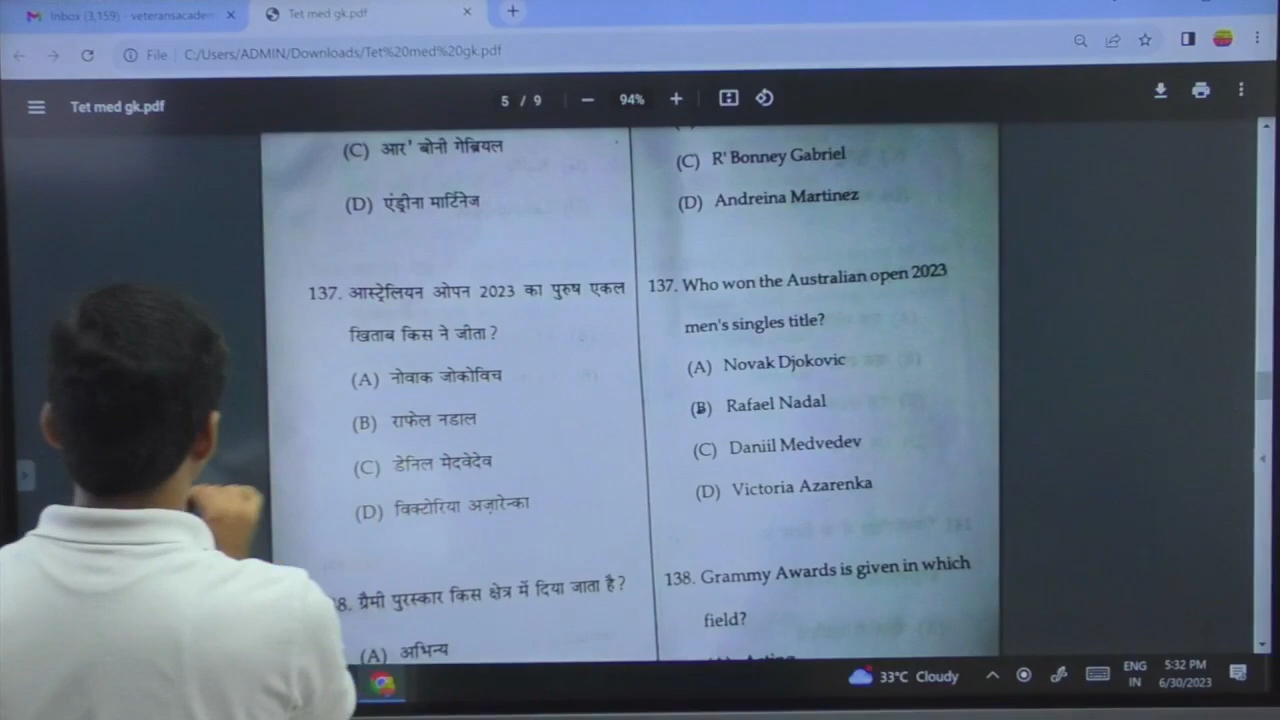 Inbox (3,159) - veteransacadem
Tet med gk.pdf
File
C:/Users/ADMIN/Downloads/Tet%20med%20gk.pdf
Tet med gk.pdf
5 / 9
94%
(C) आर' बोनी गेब्रियल
(D) एंड्रीना मार्टिनेज
137. आस्ट्रेलियन ओपन 2023 का पुरुष एकल
खिताब किस ने जीता?
(A) नोवाक जोकोविच
(B) राफेल नडाल
(C) डेनिल मेदवेदेव
(D) विक्टोरिया अज़ारेन्का
8. ग्रैमी पुरस्कार किस क्षेत्र में दिया जाता है?
(A) अभिन्य
(C) R' Bonney Gabriel
(D) Andreina Martinez
137. Who won the Australian open 2023
men's singles title?
(A) Novak Djokovic
(B) Rafael Nadal
(C) Daniil Medvedev
(D) Victoria Azarenka
138. Grammy Awards is given in which
field?
33°C Cloudy
ENG
IN
5:32 PM
6/30/2023